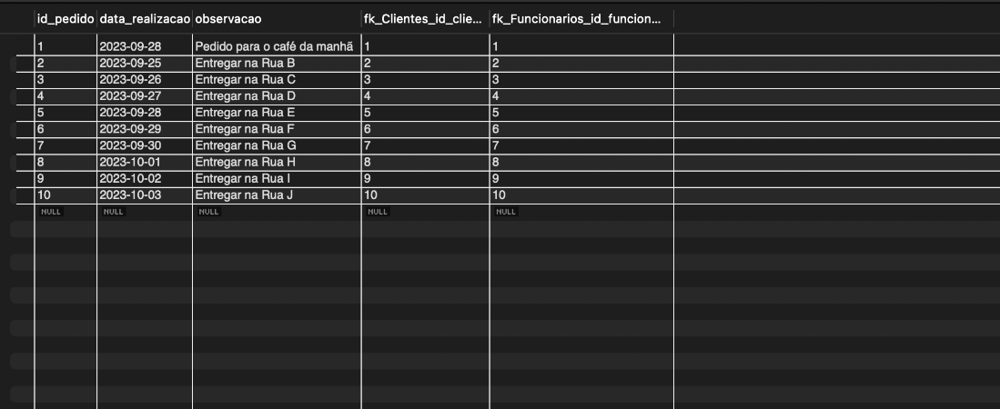 id_pedido data_realizacao observacao fk_Clientes_id_clie... fk_Funcionarios_id_funcion...
1 2023-09-28 Pedido para o café da manhã 1 1
2 2023-09-25 Entregar na Rua B 2 2
3 2023-09-26 Entregar na Rua C 3 3
4 2023-09-27 Entregar na Rua D 4 4
5 2023-09-28 Entregar na Rua E 5 5
6 2023-09-29 Entregar na Rua F 6 6
7 2023-09-30 Entregar na Rua G 7 7
8 2023-10-01 Entregar na Rua H 8 8
9 2023-10-02 Entregar na Rua I 9 9
10 2023-10-03 Entregar na Rua J 10 10
NULL NULL NULL NULL NULL